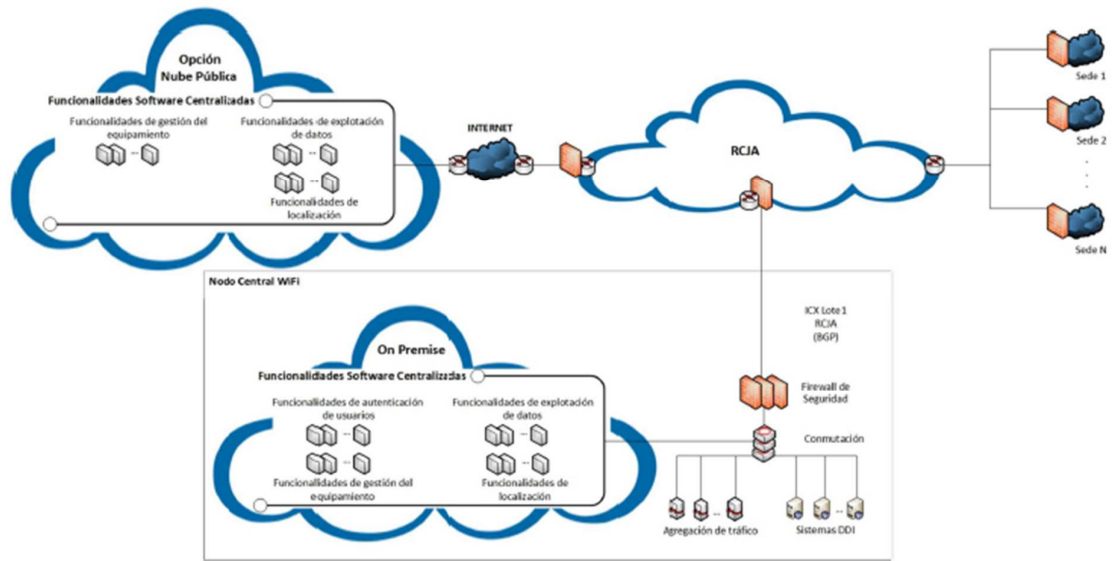 Opción
Nube Pública
Funcionalidades Software Centralizadas
Funcionalidades de gestión del
equipamiento
Funcionalidades de explotación
de datos
Funcionalidades de
localización
INTERNET
RCJA
Sede 1
Sede 2
Sede N
Nodo Central WiFi
ICX Lote 1
RCJA
(BGP)
On Premise
Funcionalidades Software Centralizadas
Funcionalidades de autenticación
de usuarios
Funcionalidades de explotación
de datos
Funcionalidades de gestión del
equipamiento
Funcionalidades de
localización
Firewall de
Seguridad
Conmutación
Agregación de tráfico
Sistemas DDI